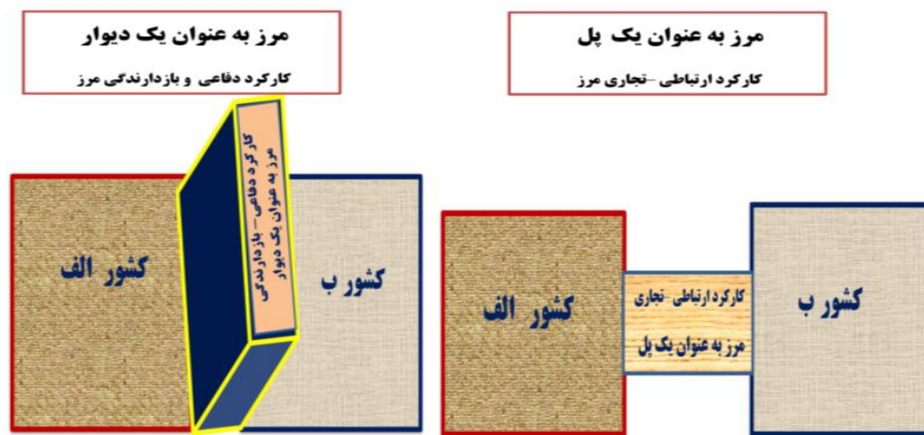 مرز به عنوان یک پل
کارکرد ارتباطی –تجاری مرز
مرز به عنوان یک دیوار
کارکرد دفاعی و بازدارندگی مرز
کشور الف
کارکرد ارتباطی –تجاری
مرز به عنوان یک پل
کشور ب
کشور الف
کارکرد دفاعی – بازدارندگی
مرز به عنوان یک دیوار
کشور ب